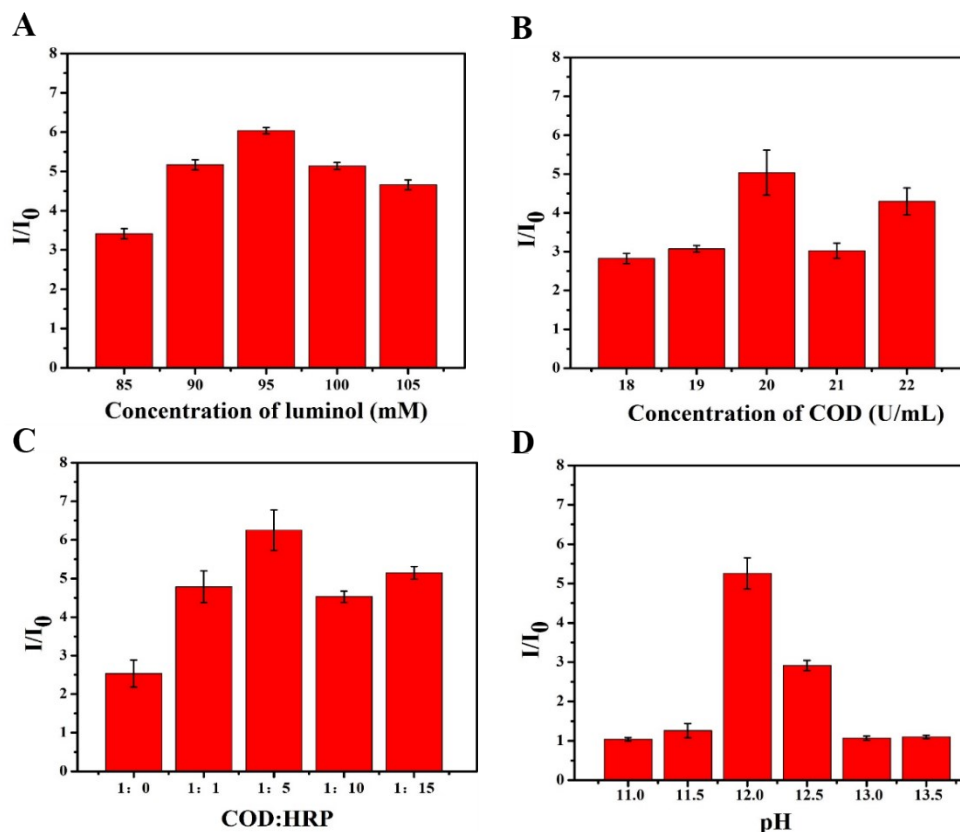 A
8
7
6
5
4
3
2
1
0
I/I0
85 90 95 100 105
Concentration of luminol (mM)
B
8
7
6
5
4
3
2
1
0
I/I0
18 19 20 21 22
Concentration of COD (U/mL)
C
8
7
6
5
4
3
2
1
0
I/I0
1: 0 1: 1 1: 5 1: 10 1: 15
COD:HRP
D
8
7
6
5
4
3
2
1
0
I/I0
11.0 11.5 12.0 12.5 13.0 13.5
pH